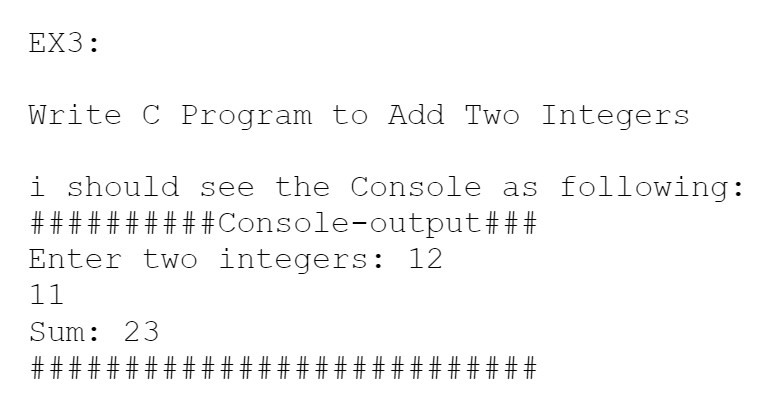 EX3:
Write C Program to Add Two Integers
i should see the Console as following:
##########Console-output###
Enter two integers: 12
11
Sum: 23
###########################